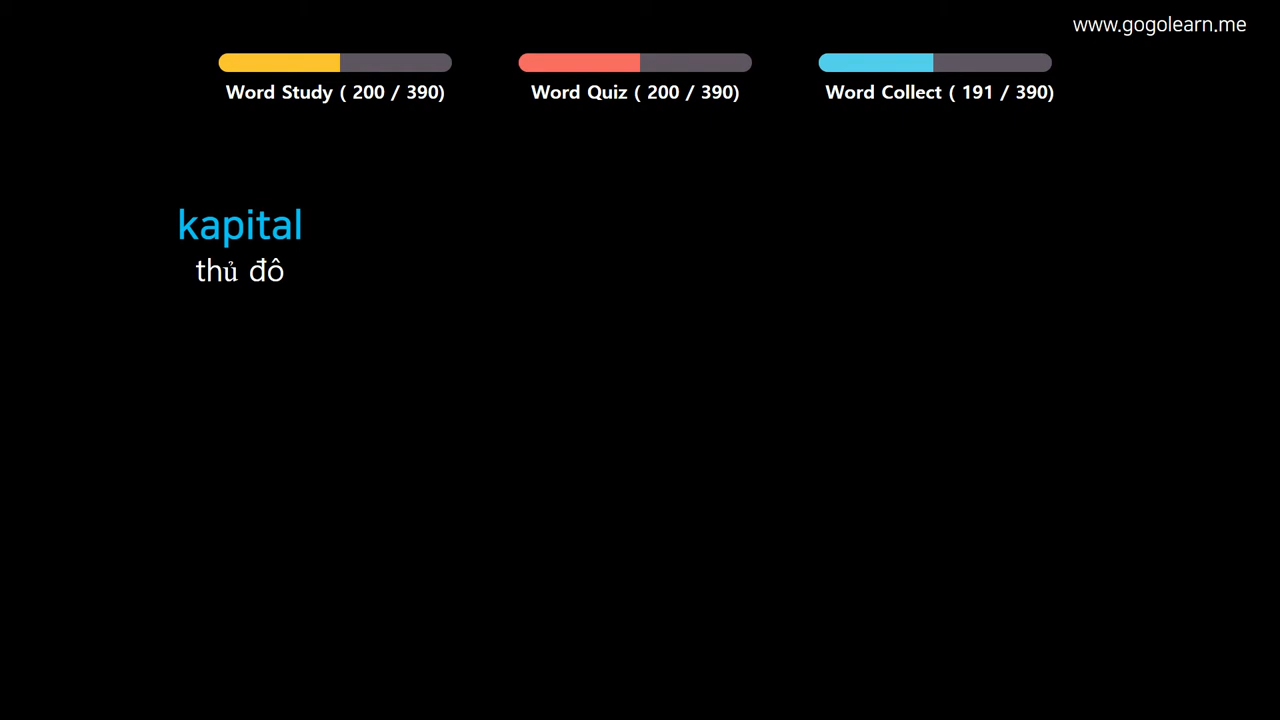 www.gogolearn.me
Word Study ( 200 / 390)
Word Quiz ( 200 / 390)
Word Collect ( 191 / 390)
kapital
thủ đô